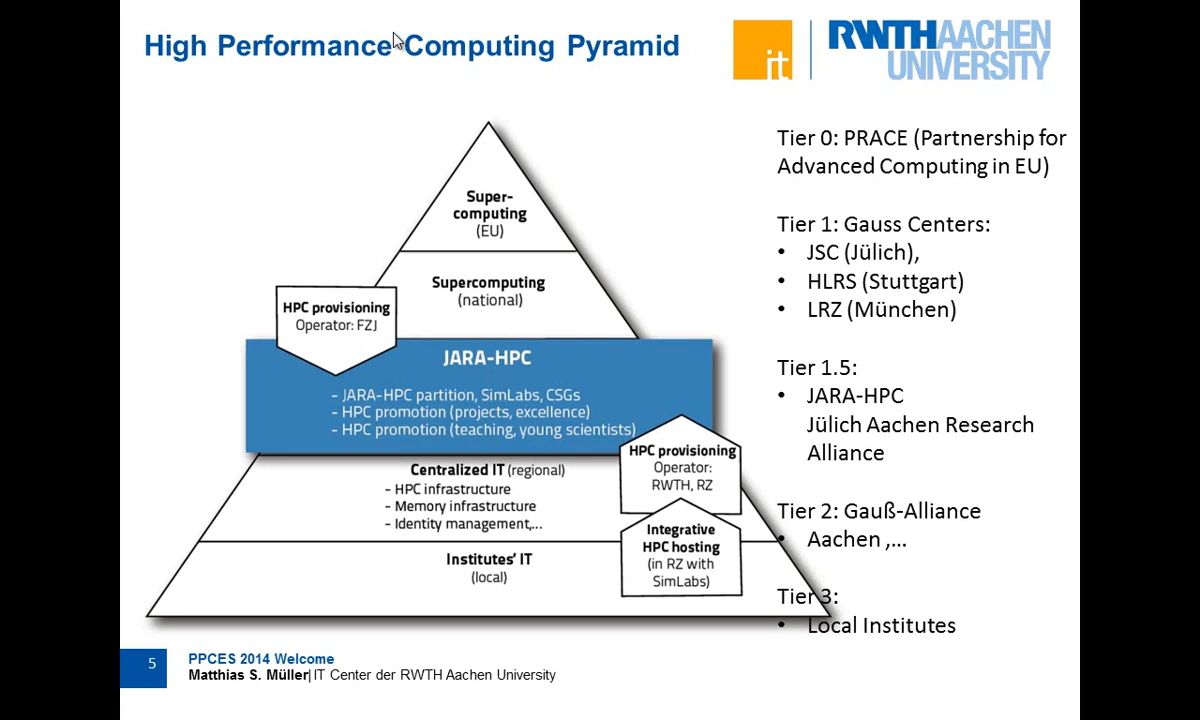 High Performance Computing Pyramid
it
RWTHAACHEN
UNIVERSITY
Super-
computing
(EU)
Supercomputing
(national)
HPC provisioning
Operator: FZJ
JARA-HPC
- JARA-HPC partition, SimLabs, CSGs
- HPC promotion (projects, excellence)
- HPC promotion (teaching, young scientists)
HPC provisioning
Operator:
RWTH, RZ
Centralized IT (regional)
- HPC infrastructure
- Memory infrastructure
- Identity management,...
Integrative
HPC hosting
(in RZ with
SimLabs)
Institutes' IT
(local)
Tier 0: PRACE (Partnership for
Advanced Computing in EU)
Tier 1: Gauss Centers:
• JSC (Jülich),
• HLRS (Stuttgart)
• LRZ (München)
Tier 1.5:
• JARA-HPC
Jülich Aachen Research
Alliance
Tier 2: Gauß-Alliance
• Aachen ,...
Tier 3:
• Local Institutes
5
PPCES 2014 Welcome
Matthias S. Müller| IT Center der RWTH Aachen University